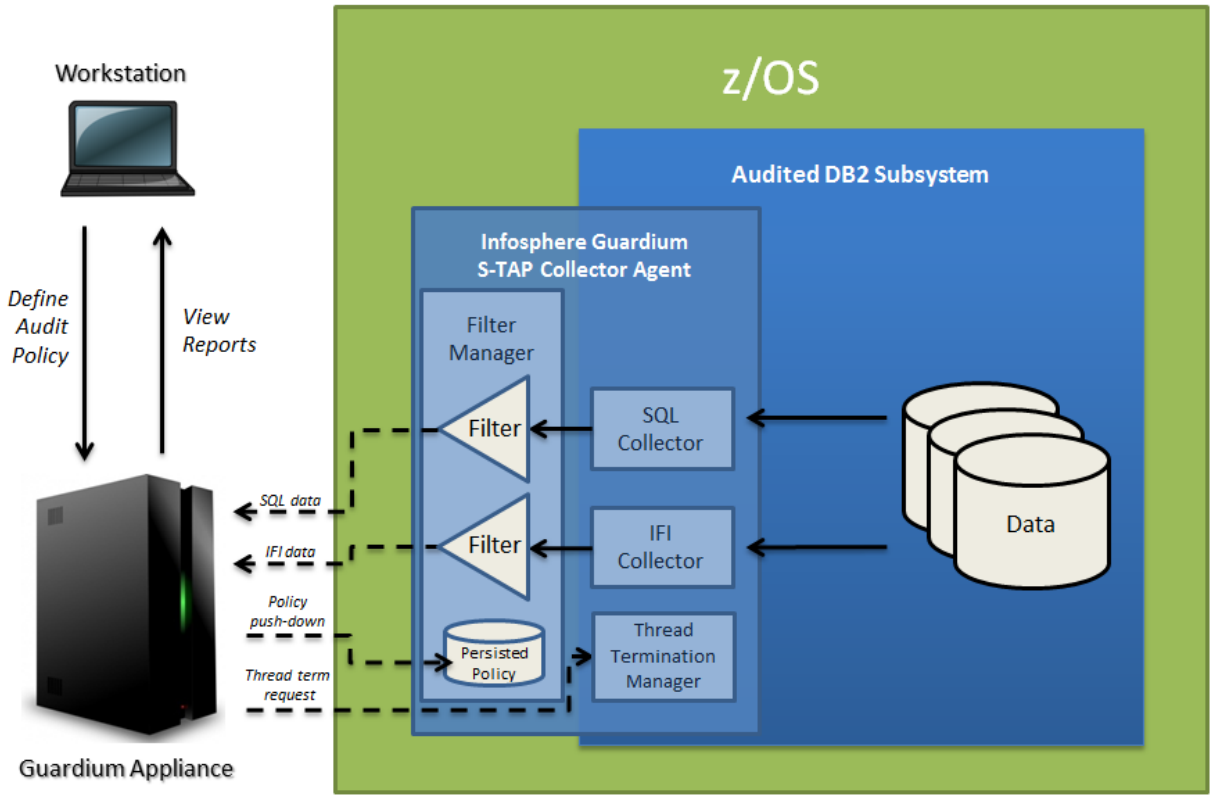 Workstation
z/OS
Audited DB2 Subsystem
Infosphere Guardium
S-TAP Collector Agent
Define
Audit
Policy
View
Reports
Filter
Manager
Filter
SQL
Collector
SQL data
Filter
IFI
Collector
IFI data
Data
Policy
push-down
Persisted
Policy
Thread
Termination
Manager
Thread term
request
Guardium Appliance